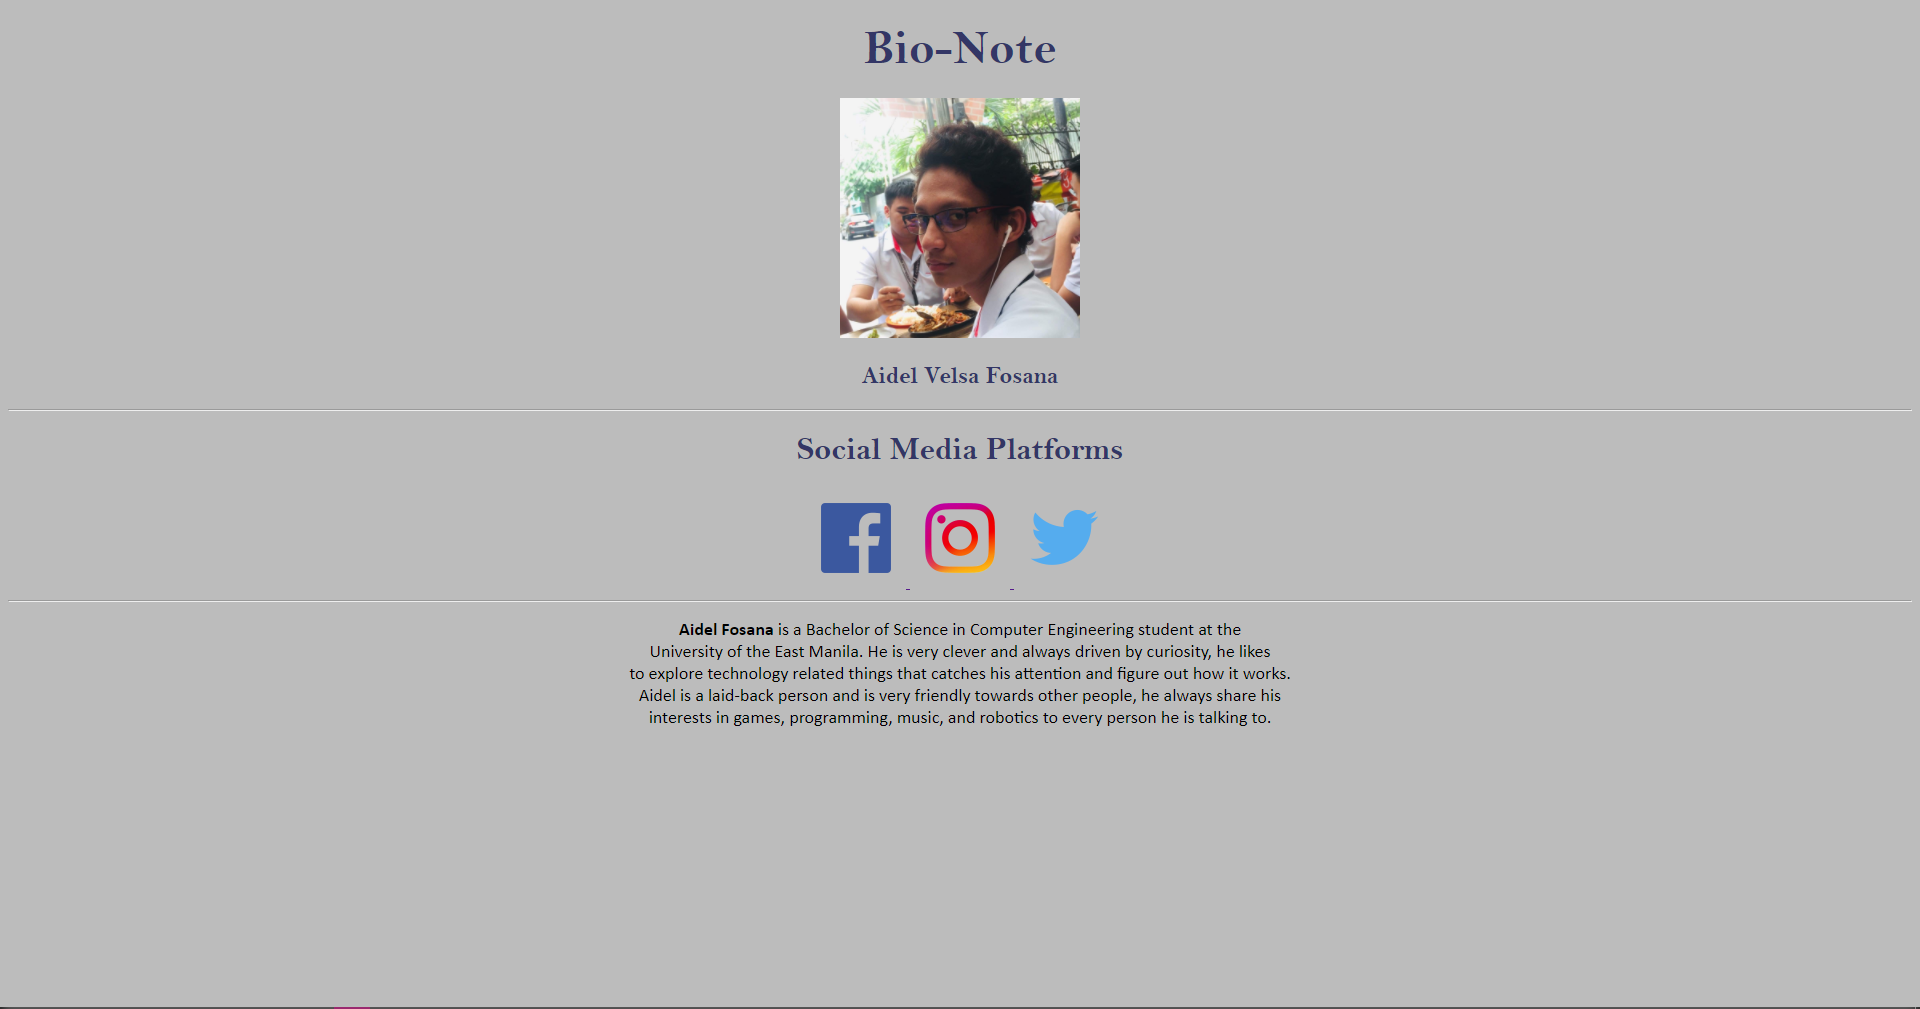 Bio-Note
Aidel Velsa Fosana
Social Media Platforms
Aidel Fosana is a Bachelor of Science in Computer Engineering student at the
University of the East Manila. He is very clever and always driven by curiosity, he likes
to explore technology related things that catches his attention and figure out how it works.
Aidel is a laid-back person and is very friendly towards other people, he always share his
interests in games, programming, music, and robotics to every person he is talking to.